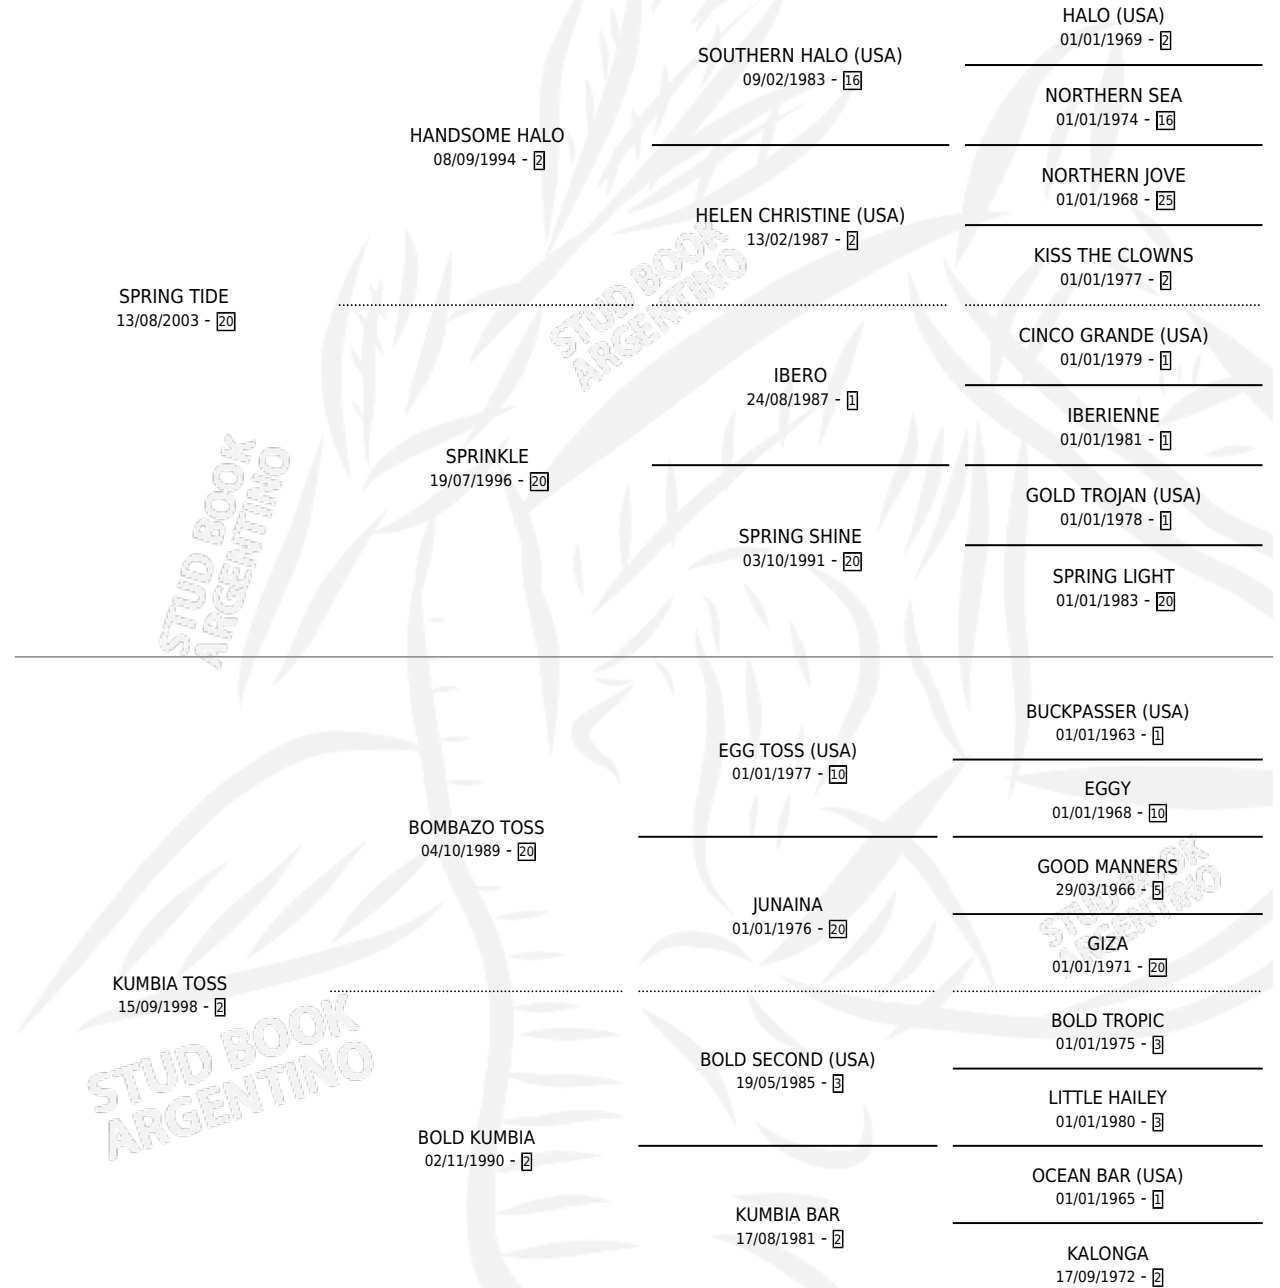 HALO (USA)
01/01/1969 - 2
SOUTHERN HALO (USA)
09/02/1983 - 16
NORTHERN SEA
01/01/1974 - 16
HANDSOME HALO
08/09/1994 - 2
NORTHERN JOVE
01/01/1968 - 25
HELEN CHRISTINE (USA)
13/02/1987 - 2
KISS THE CLOWNS
01/01/1977 - 2
SPRING TIDE
13/08/2003 - 20
CINCO GRANDE (USA)
01/01/1979 - 1
IBERO
24/08/1987 - 1
IBERIENNE
01/01/1981 - 1
SPRINKLE
19/07/1996 - 20
GOLD TROJAN (USA)
01/01/1978 - 1
SPRING SHINE
03/10/1991 - 20
SPRING LIGHT
01/01/1983 - 20
BUCKPASSER (USA)
01/01/1963 - 1
EGG TOSS (USA)
01/01/1977 - 10
EGGY
01/01/1968 - 10
BOMBAZO TOSS
04/10/1989 - 20
GOOD MANNERS
29/03/1966 - 5
JUNAINA
01/01/1976 - 20
GIZA
01/01/1971 - 20
KUMBIA TOSS
15/09/1998 - 2
BOLD TROPIC
01/01/1975 - 3
BOLD SECOND (USA)
19/05/1985 - 3
LITTLE HAILEY
01/01/1980 - 3
BOLD KUMBIA
02/11/1990 - 2
OCEAN BAR (USA)
01/01/1965 - 1
KUMBIA BAR
17/08/1981 - 2
KALONGA
17/09/1972 - 2
STUD BOOK
ARGENTINO
STUD BOOK
ARGENTINO
STUD BOOK
ARGENTINO
STUD BOOK
ARGENTINO